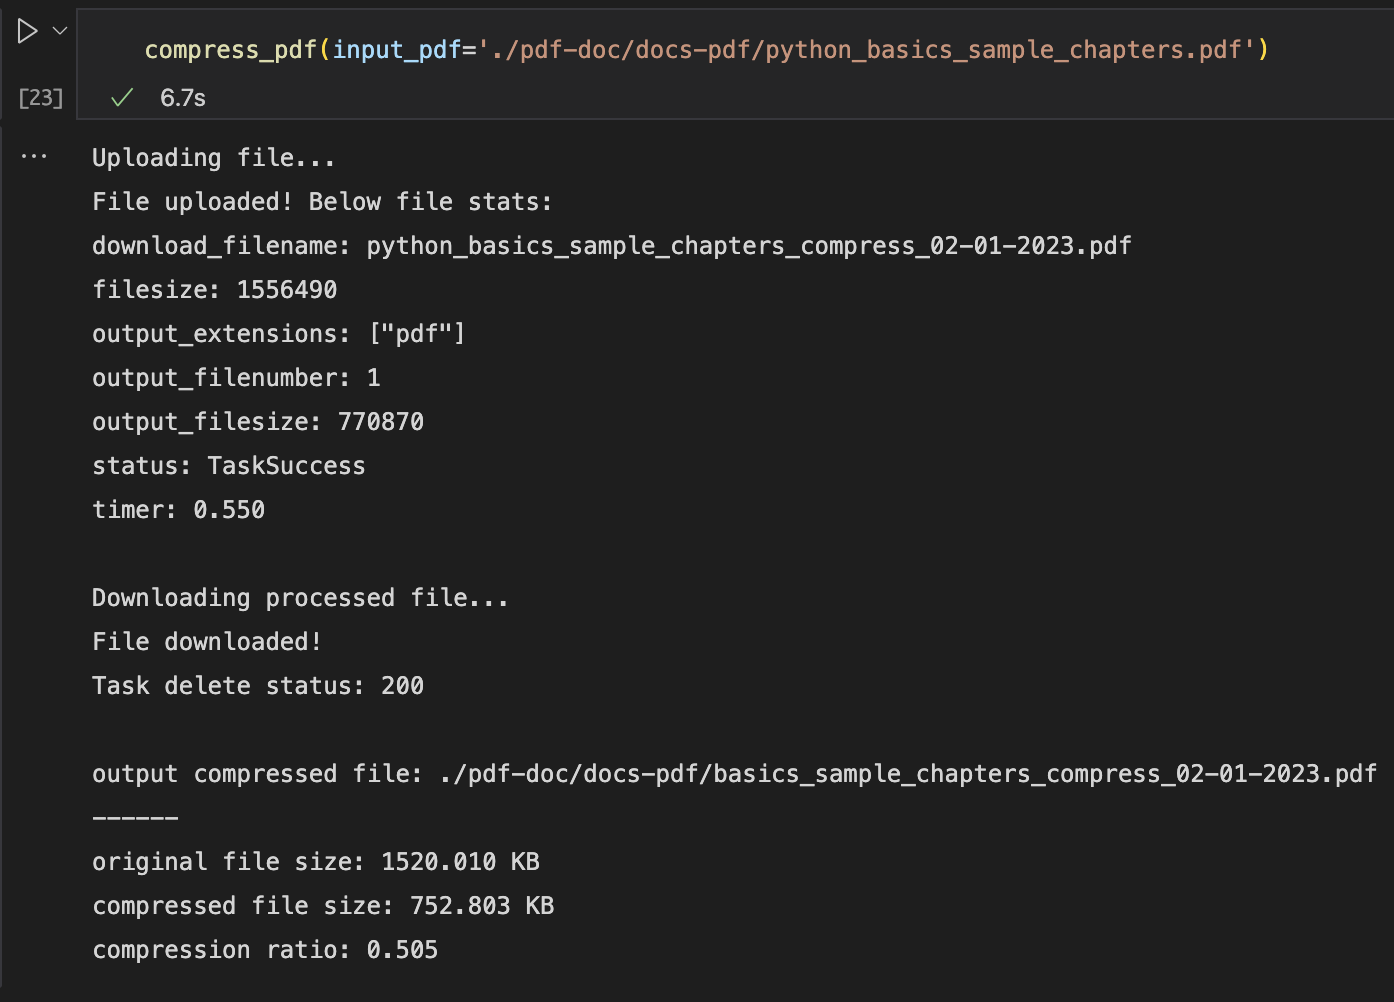 compress_pdf(input_pdf='./pdf-doc/docs-pdf/python_basics_sample_chapters.pdf')
[23] ✓ 6.7s
... Uploading file...
File uploaded! Below file stats:
download_filename: python_basics_sample_chapters_compress_02-01-2023.pdf
filesize: 1556490
output_extensions: ["pdf"]
output_filenumber: 1
output_filesize: 770870
status: TaskSuccess
timer: 0.550
Downloading processed file...
File downloaded!
Task delete status: 200
output compressed file: ./pdf-doc/docs-pdf/basics_sample_chapters_compress_02-01-2023.pdf
------
original file size: 1520.010 KB
compressed file size: 752.803 KB
compression ratio: 0.505